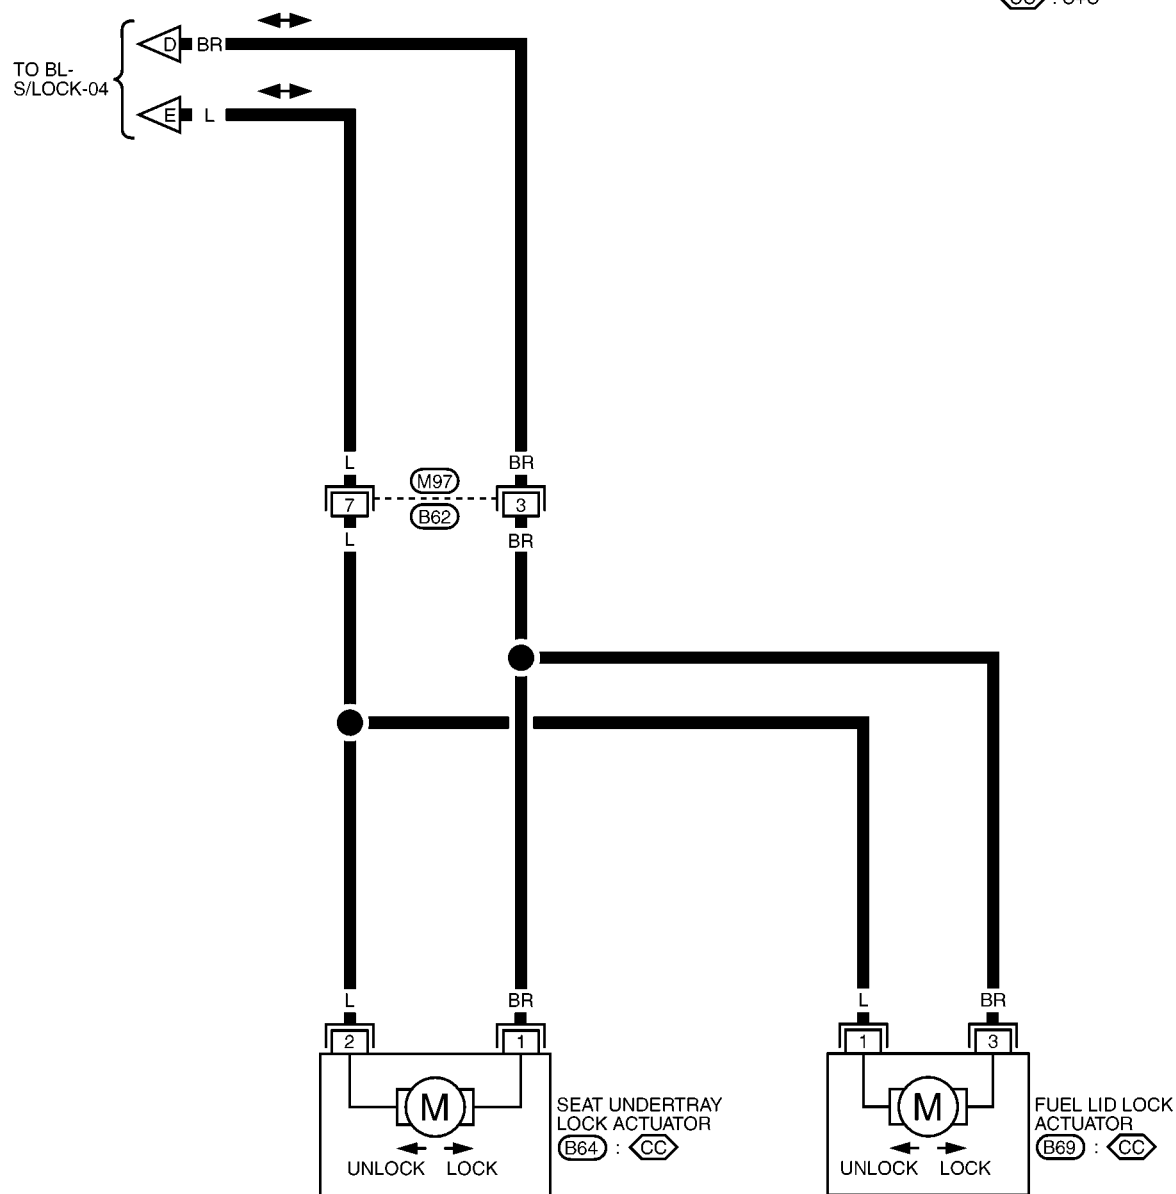 D BR
TO BL-
S/LOCK-04
E L
L
BR
M97
7
3
B62
L
BR
L
BR
L
BR
2
1
1
3
M
M
SEAT UNDERTRAY
LOCK ACTUATOR
B64 : CC
FUEL LID LOCK
ACTUATOR
B69 : CC
UNLOCK LOCK
UNLOCK LOCK